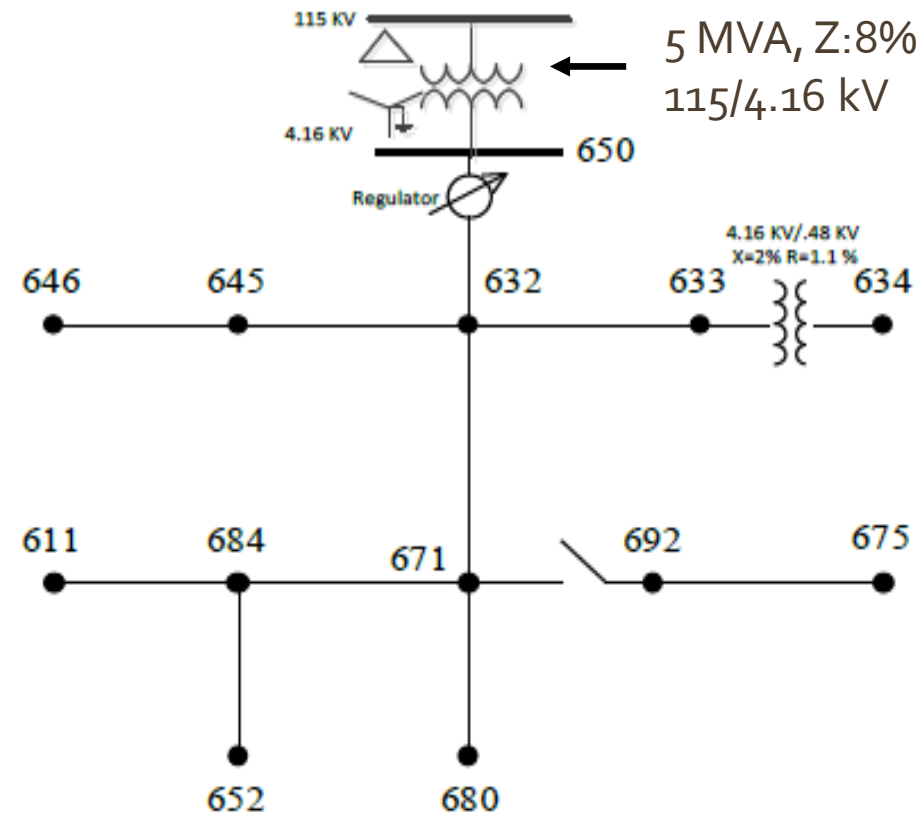 115 KV
5 MVA, Z:8%
115/4.16 kV
4.16 KV
650
Regulator
4.16 KV/.48 KV
X=2% R=1.1 %
646
645
632
633
634
611
684
671
692
675
652
680